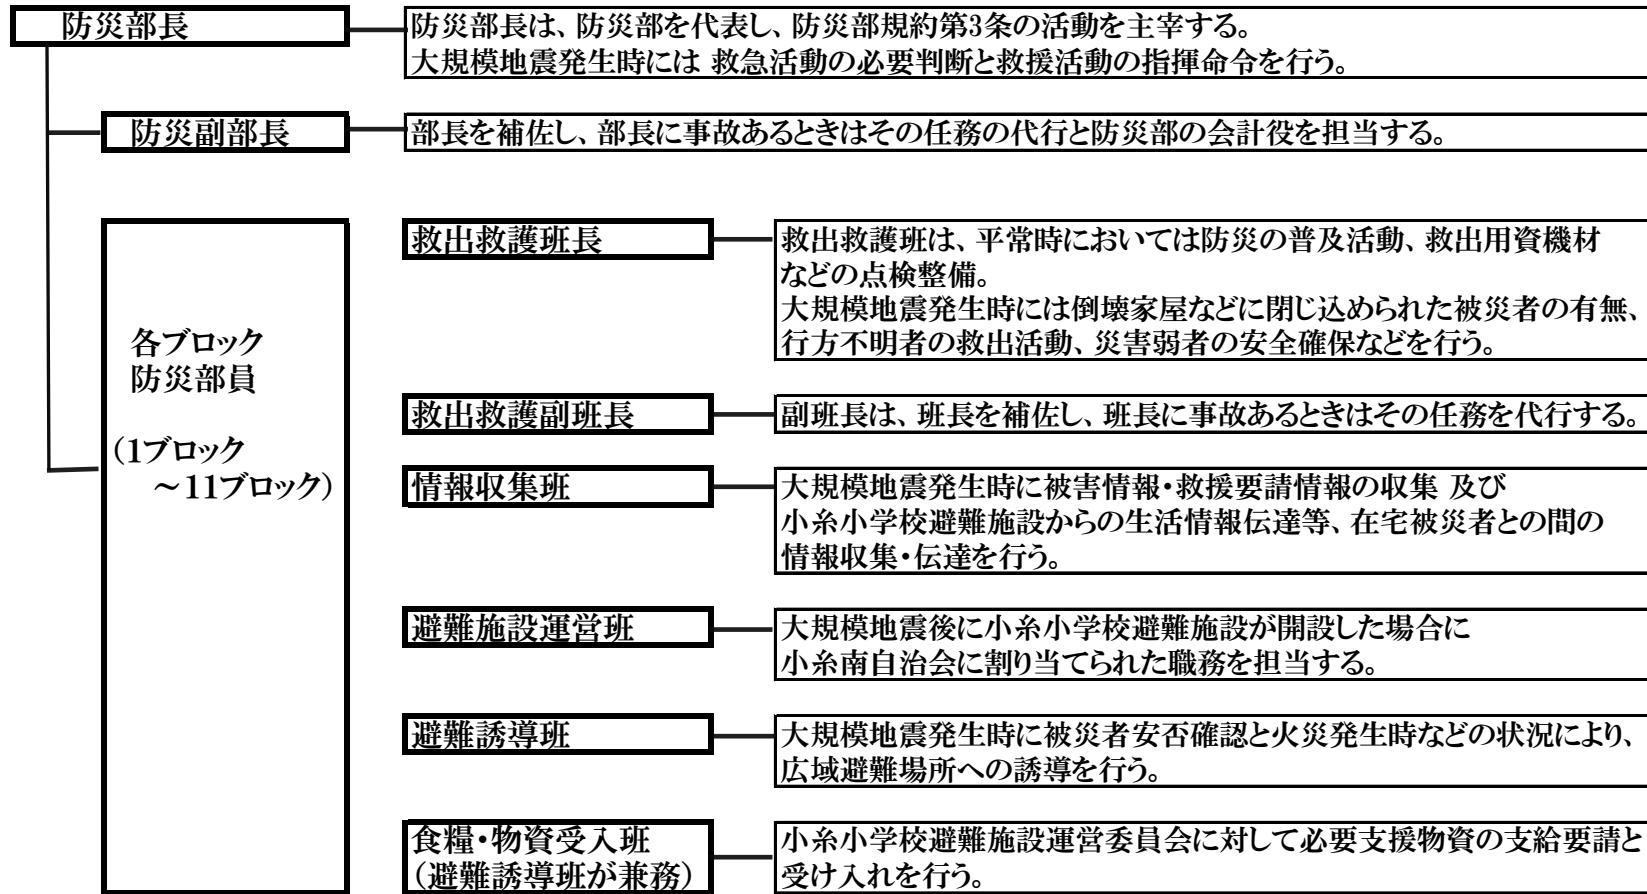 防災部長
防災部長は、防災部を代表し、防災部規約第3条の活動を主宰する。
大規模地震発生時には 救急活動の必要判断と救援活動の指揮命令を行う。
防災副部長
部長を補佐し、部長に事故あるときはその任務の代行と防災部の会計役を担当する。
各ブロック
防災部員
(1ブロック
～11ブロック)
救出救護班長
救出救護班は、平常時においては防災の普及活動、救出用資機材
などの点検整備。
大規模地震発生時には倒壊家屋などに閉じ込められた被災者の有無、
行方不明者の救出活動、災害弱者の安全確保などを行う。
救出救護副班長
副班長は、班長を補佐し、班長に事故あるときはその任務を代行する。
情報収集班
大規模地震発生時に被害情報・救援要請情報の収集 及び
小糸小学校避難施設からの生活情報伝達等、在宅被災者との間の
情報収集・伝達を行う。
避難施設運営班
大規模地震後に小糸小学校避難施設が開設した場合に
小糸南自治会に割り当てられた職務を担当する。
避難誘導班
大規模地震発生時に被災者安否確認と火災発生時などの状況により、
広域避難場所への誘導を行う。
食糧・物資受入班
(避難誘導班が兼務)
小糸小学校避難施設運営委員会に対して必要支援物資の支給要請と
受け入れを行う。